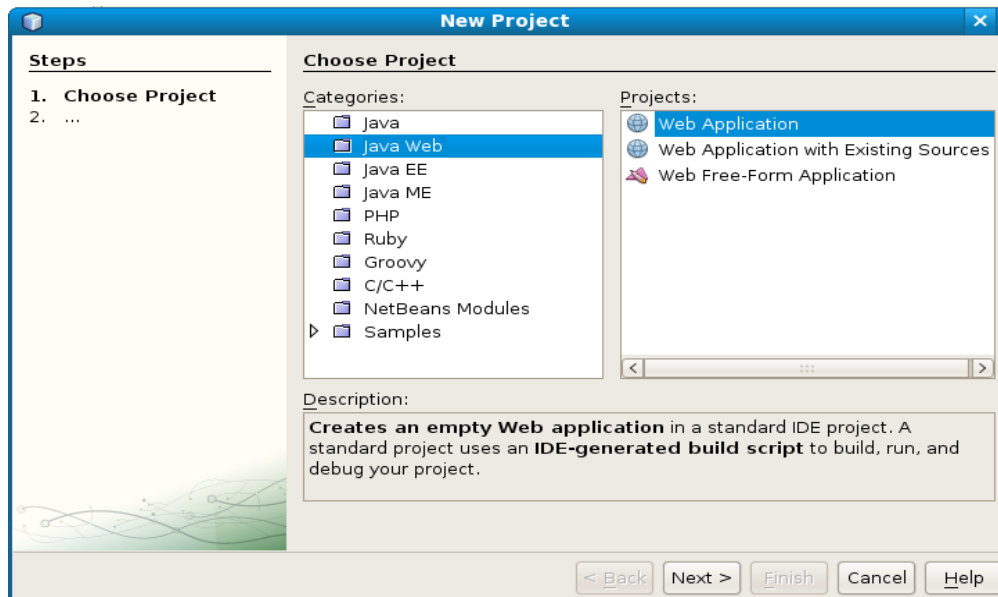 New Project
Steps
1. Choose Project
2. ...
Choose Project
Categories:
Java
Java Web
Java EE
Java ME
PHP
Ruby
Groovy
C/C++
NetBeans Modules
Samples
Projects:
Web Application
Web Application with Existing Sources
Web Free-Form Application
Description:
Creates an empty Web application in a standard IDE project. A
standard project uses an IDE-generated build script to build, run, and
debug your project.
< Back Next > Finish Cancel Help